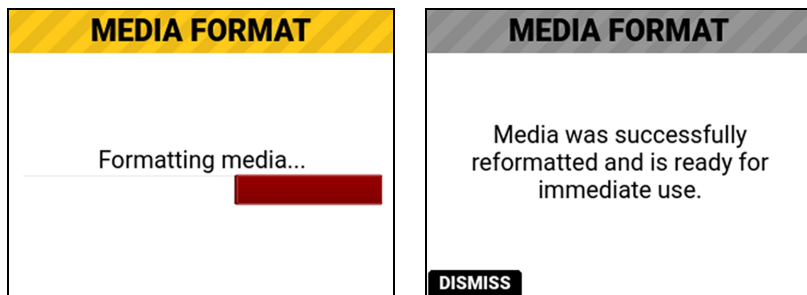 MEDIA FORMAT
Formatting media...
MEDIA FORMAT
Media was successfully
reformatted and is ready for
immediate use.
DISMISS